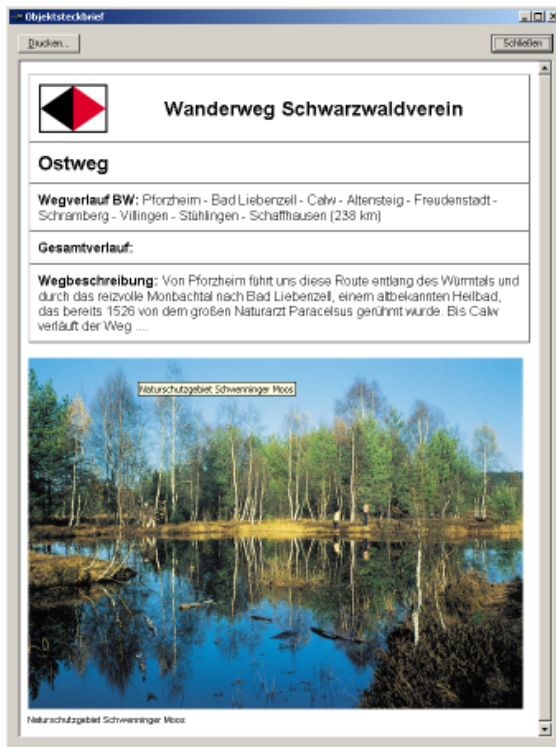 Objektsteckbrief
Drucken...
Schließen
Wanderweg Schwarzwaldverein
Ostweg
Wegverlauf BW: Pforzheim - Bad Liebenzell - Calw - Altensteig - Freudenstadt -
Schramberg - Villingen - Stühlingen - Schaffhausen (238 km)
Gesamtverlauf:
Wegbeschreibung: Von Pforzheim führt uns diese Route entlang des Würmtals und
durch das reizvolle Monbachtal nach Bad Liebenzell, einem altbekannten Heilbad,
das bereits 1526 von dem großen Naturarzt Paracelsus gerühmt wurde. Bis Calw
verläuft der Weg ....
Naturschutzgebiet Schwenninger Moos
Naturschutzgebiet Schwenninger Moos